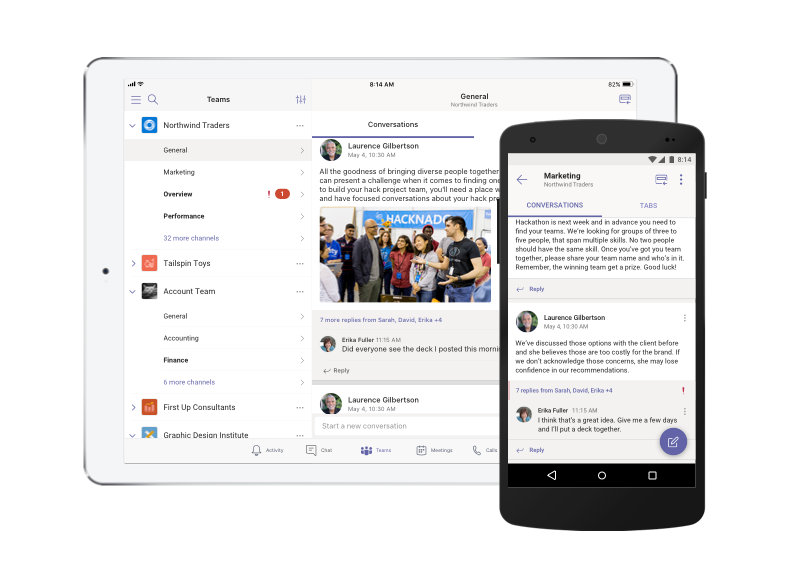 8:14 AM
82%
Teams
General
Northwind Traders
Northwind Traders
General
Marketing
Overview
! 1
Performance
32 more channels
Tailspin Toys
Account Team
General
Accounting
Finance
6 more channels
First Up Consultants
Graphic Design Institute
Conversations
Laurence Gilbertson
May 4, 10:30 AM
All the goodness of bringing diverse people together
can present a challenge when it comes to finding one
to build your hack project team, you'll need a place w
and have focused conversations about your hack pr
HACKNADO
7 more replies from Sarah, David, Erika +4
Erika Fuller 11:15 AM
Did everyone see the deck I posted this mornin
Reply
Laurence Gilbertson
May 4, 10:30 AM
Start a new conversation
Activity
Chat
Teams
Meetings
Calls
8:14
Marketing
Northwind Traders
CONVERSATIONS
TABS
Hackathon is next week and in advance you need to
find your teams. We're looking for groups of three to
five people, that span multiple skills. No two people
should have the same skill. Once you've got you team
together, please share your team name and who's in it.
Remember, the winning team get a prize. Good luck!
Reply
Laurence Gilbertson
May 4, 10:30 AM
We've discussed those options with the client before
and she believes those are too costly for the brand. If
we don't acknowledge those concerns, she may lose
confidence in our recommendations.
7 replies from Sarah, David, Erika +4
!
Erika Fuller 11:15 AM
I think that's a great idea. Give me a few days
and I'll put a deck together.
Reply